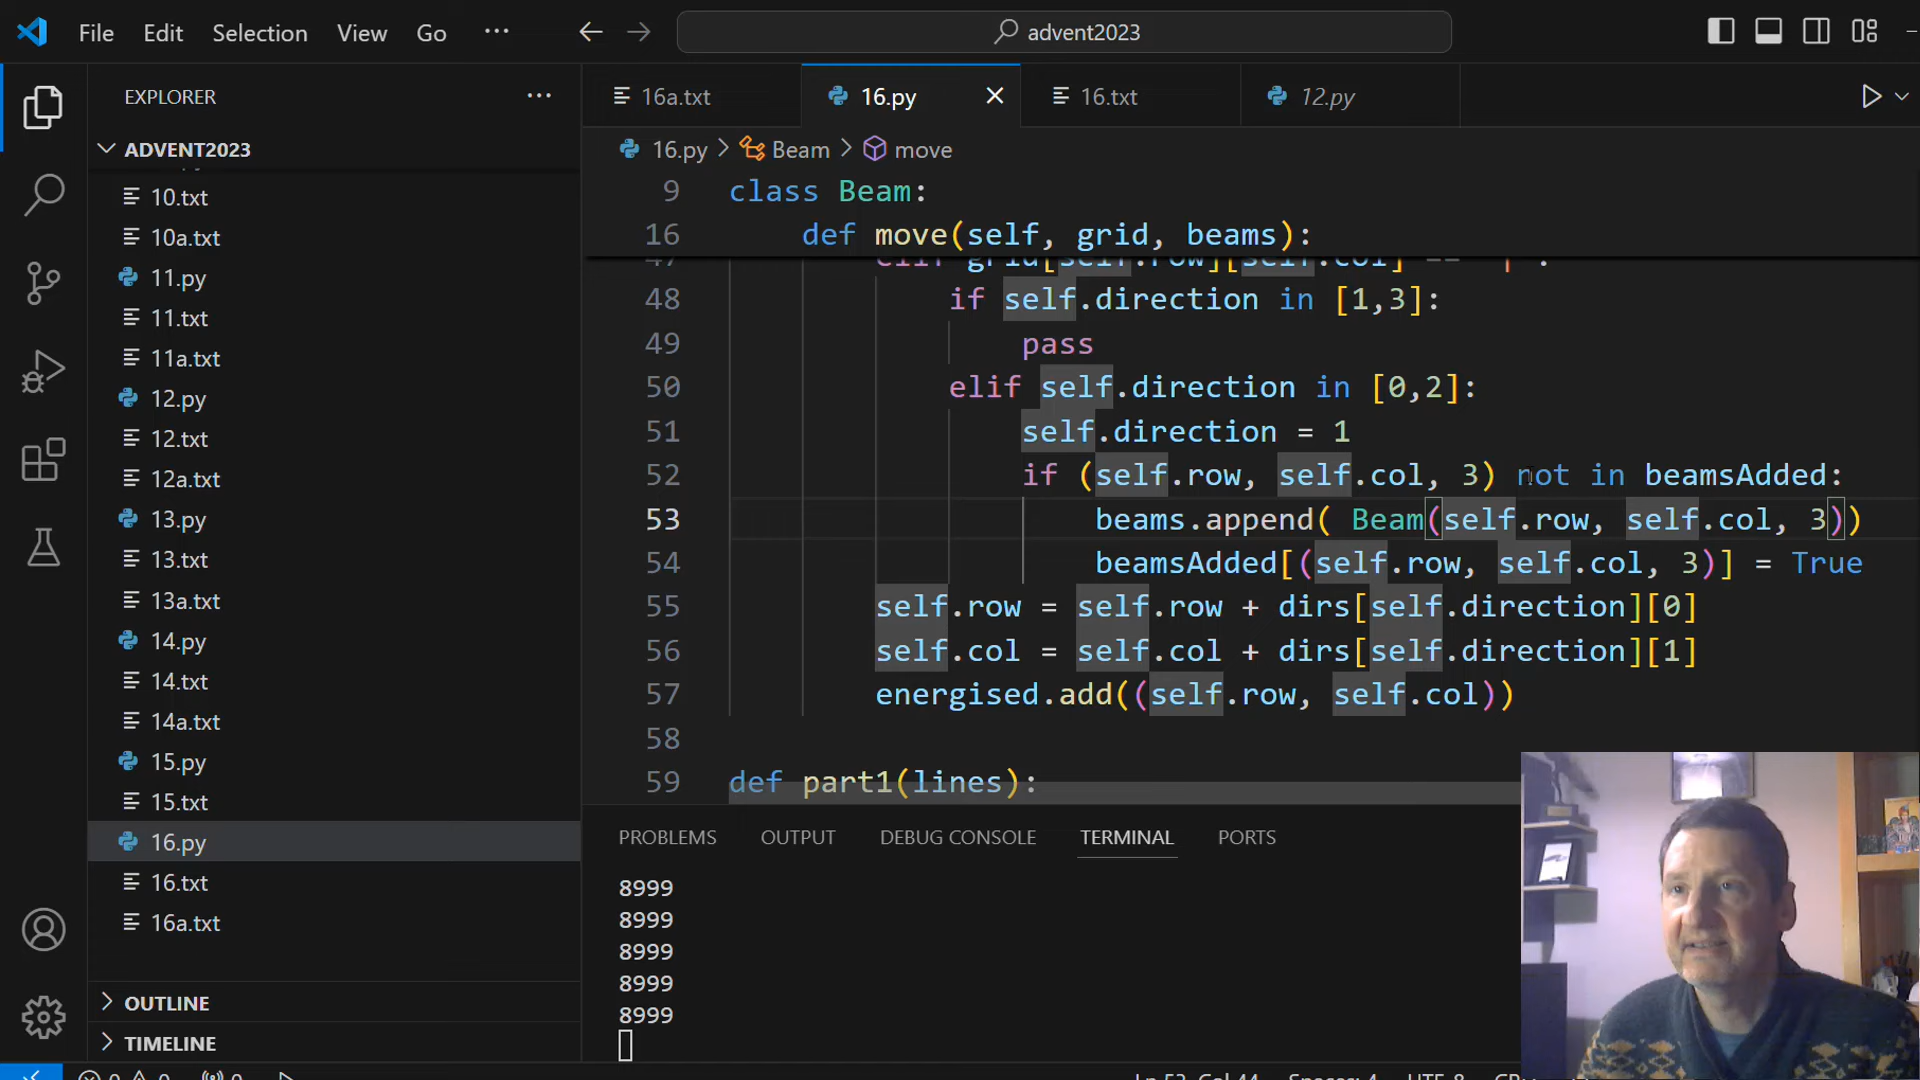 File Edit Selection View Go ··· advent2023
EXPLORER ···
ADVENT2023
10.txt
10a.txt
11.py
11.txt
11a.txt
12.py
12.txt
12a.txt
13.py
13.txt
13a.txt
14.py
14.txt
14a.txt
15.py
15.txt
16.py
16.txt
16a.txt
OUTLINE
TIMELINE
16a.txt 16.py 16.txt 12.py
16.py > Beam > move
9 class Beam:
16 def move(self, grid, beams):
47 elif grid[self.row][self.col] == '|':
48 if self.direction in [1,3]:
49 pass
50 elif self.direction in [0,2]:
51 self.direction = 1
52 if (self.row, self.col, 3) not in beamsAdded:
53 beams.append( Beam(self.row, self.col, 3))
54 beamsAdded[(self.row, self.col, 3)] = True
55 self.row = self.row + dirs[self.direction][0]
56 self.col = self.col + dirs[self.direction][1]
57 energised.add((self.row, self.col))
58
59 def part1(lines):
PROBLEMS OUTPUT DEBUG CONSOLE TERMINAL PORTS
8999
8999
8999
8999
8999
Ln 53, Col 44 Spaces: 4 UTF-8